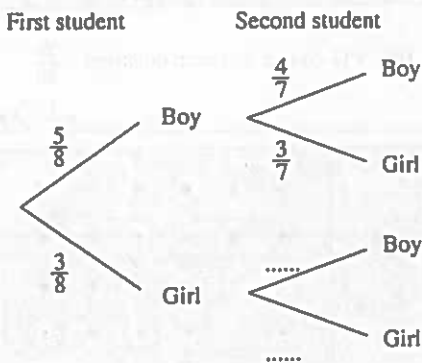 First student Second student
4/7 Boy
Boy
5/8
3/7 Girl
Boy
3/8 ......
Girl
Girl
......